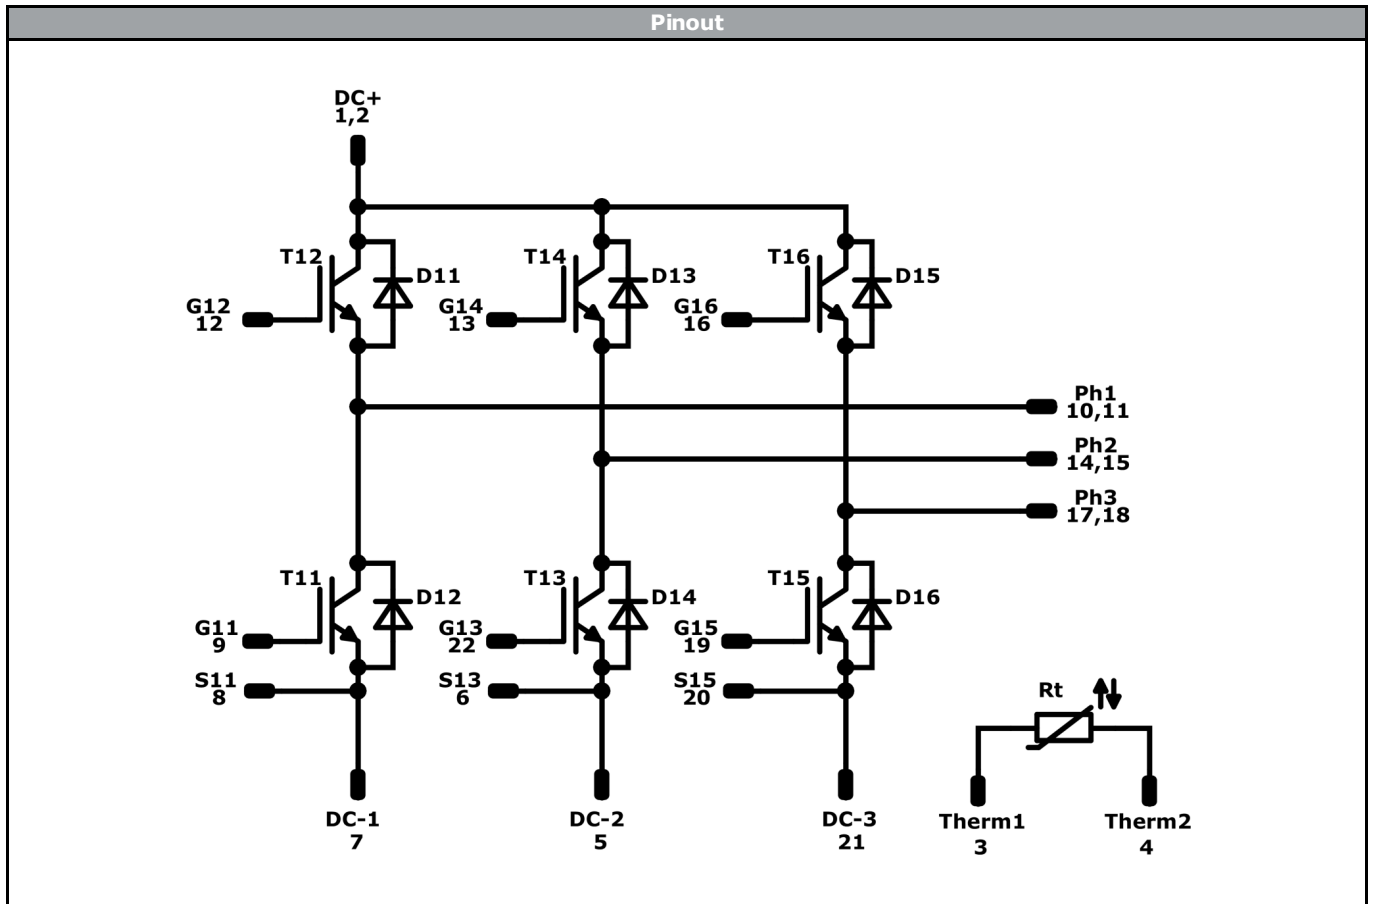 Pinout
DC+
1,2
T12
D11
G12
12
T14
D13
G14
13
T16
D15
G16
16
Ph1
10,11
Ph2
14,15
Ph3
17,18
T11
D12
G11
9
S11
8
T13
D14
G13
22
S13
6
T15
D16
G15
19
S15
20
Rt
DC-1
7
DC-2
5
DC-3
21
Therm1
3
Therm2
4